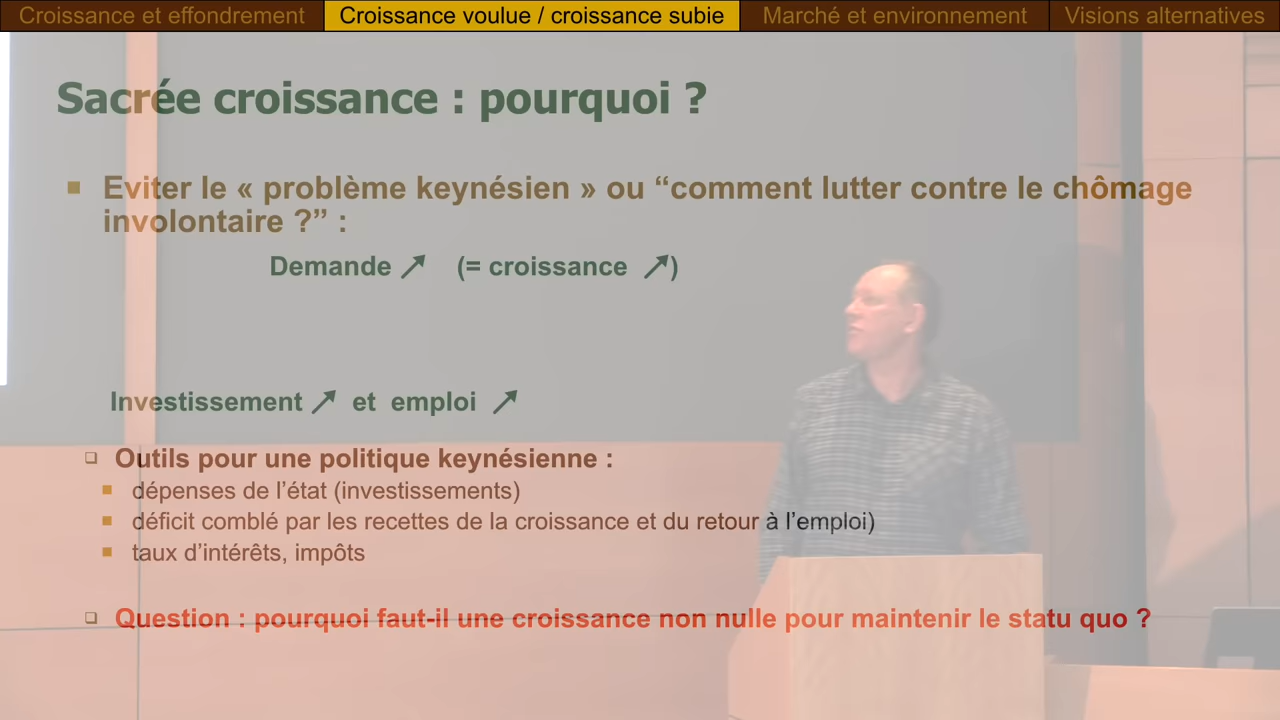 Croissance et effondrement
Croissance voulue / croissance subie
Marché et environnement
Visions alternatives
Sacrée croissance : pourquoi ?
Eviter le « problème keynésien » ou “comment lutter contre le chômage
involontaire ?” :
Demande ↗ (= croissance ↗)
Investissement ↗ et emploi ↗
Outils pour une politique keynésienne :
dépenses de l’état (investissements)
déficit comblé par les recettes de la croissance et du retour à l’emploi)
taux d’intérêts, impôts
Question : pourquoi faut-il une croissance non nulle pour maintenir le statu quo ?